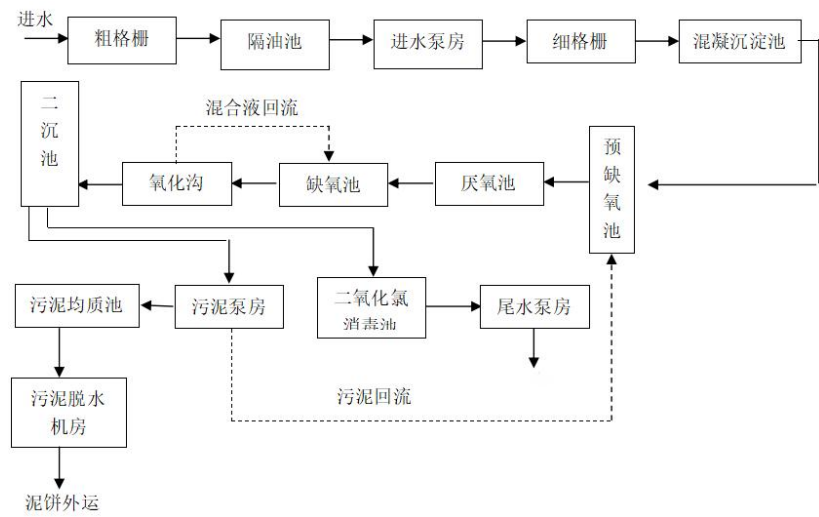 进水
粗格栅
隔油池
进水泵房
细格栅
混凝沉淀池
二
沉
池
混合液回流
氧化沟
缺氧池
厌氧池
预
缺
氧
池
污泥均质池
污泥泵房
二氧化氯
消毒池
尾水泵房
污泥脱水
机房
污泥回流
泥饼外运